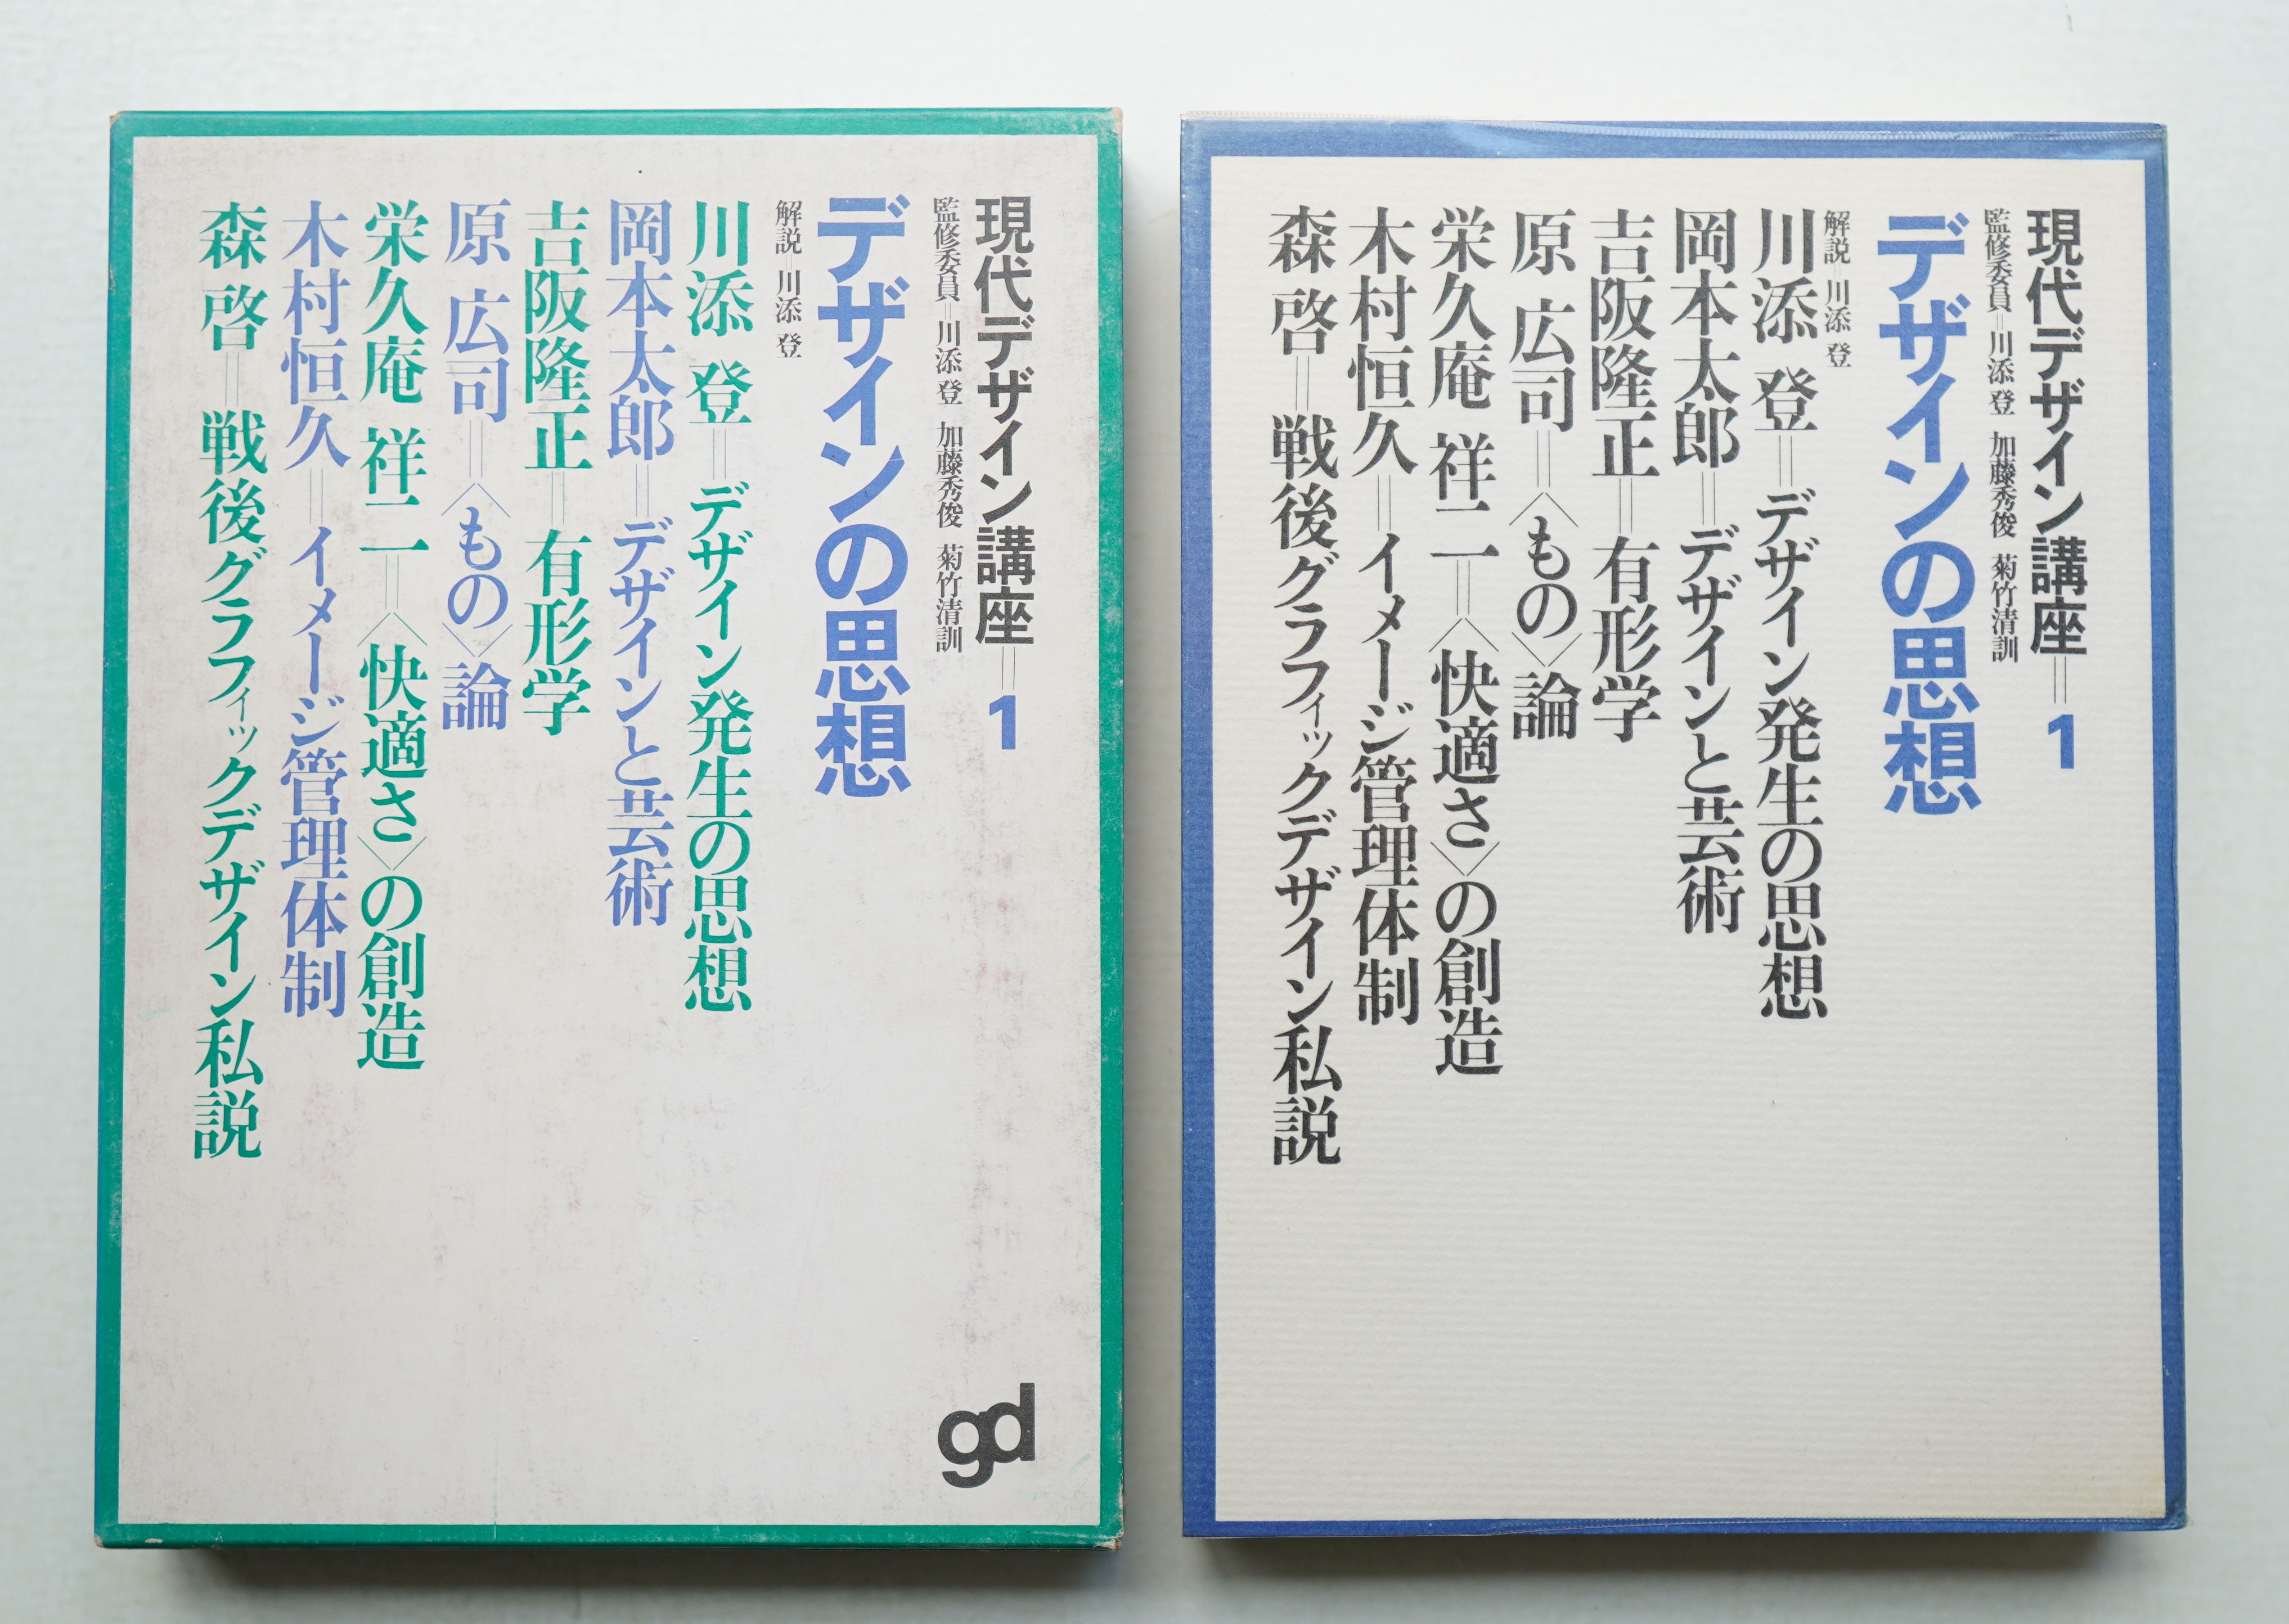 現代デザイン講座=1
監修委員=川添 登 加藤秀俊 菊竹清訓
デザインの思想
解説=川添 登
川添 登=デザイン発生の思想
岡本太郎=デザインと芸術
吉阪隆正=有形学
原 広司=〈もの〉論
栄久庵 祥二=〈快適さ〉の創造
木村恒久=イメージ管理体制
森 啓=戦後グラフィックデザイン私説
gd
現代デザイン講座=1
監修委員=川添 登 加藤秀俊 菊竹清訓
デザインの思想
解説=川添 登
川添 登=デザイン発生の思想
岡本太郎=デザインと芸術
吉阪隆正=有形学
原 広司=〈もの〉論
栄久庵 祥二=〈快適さ〉の創造
木村恒久=イメージ管理体制
森 啓=戦後グラフィックデザイン私説